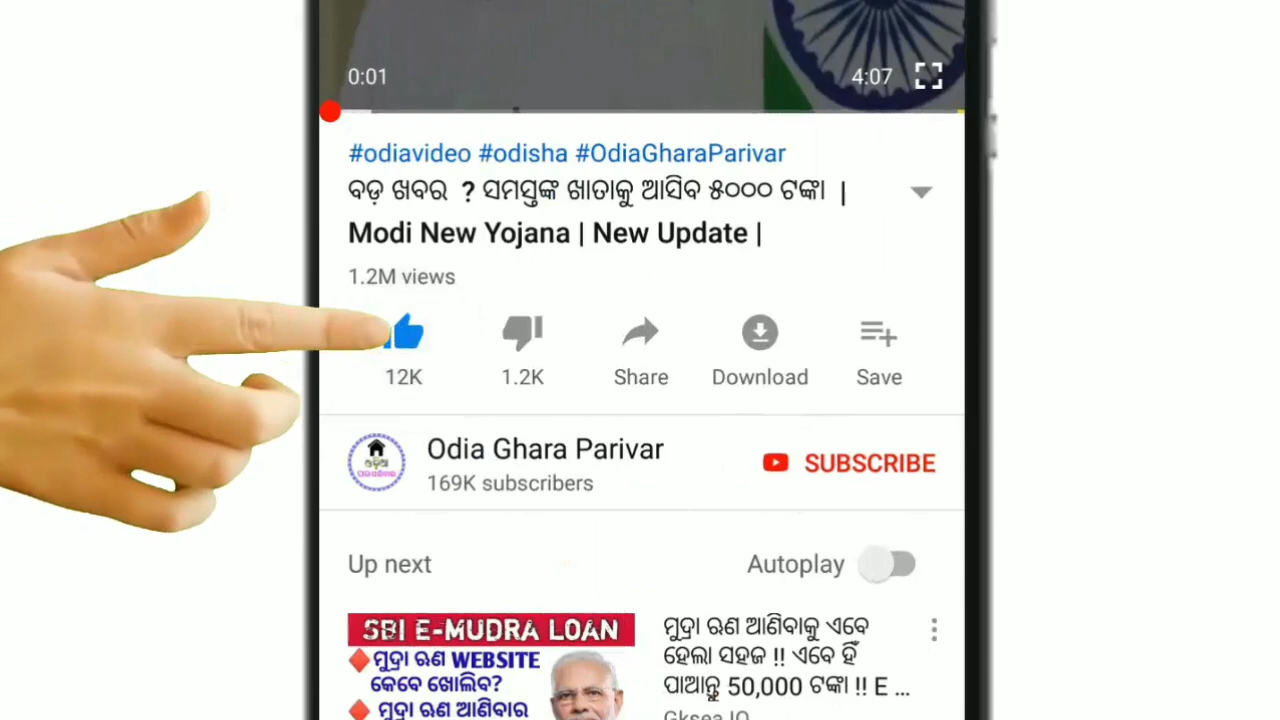 0:01
4:07
#odiavideo #odisha #OdiaGharaParivar
ବଡ଼ ଖବର ? ସମସ୍ତଙ୍କ ଖାତାକୁ ଆସିବ ୫୦୦୦ ଟଙ୍କା |
Modi New Yojana | New Update |
1.2M views
12K
1.2K
Share
Download
Save
Odia Ghara Parivar
169K subscribers
SUBSCRIBE
Up next
Autoplay
SBI E-MUDRA LOAN
ମୁଦ୍ରା ଋଣ WEBSITE
କେବେ ଖୋଲିବ?
ମୁଦ୍ରା ଋଣ ଆଣିବାର
ମୁଦ୍ରା ଋଣ ଆଣିବାକୁ ଏବେ
ହେଲା ସହଜ !! ଏବେ ହିଁ
ପାଆନ୍ତୁ 50,000 ଟଙ୍କା !! E ...